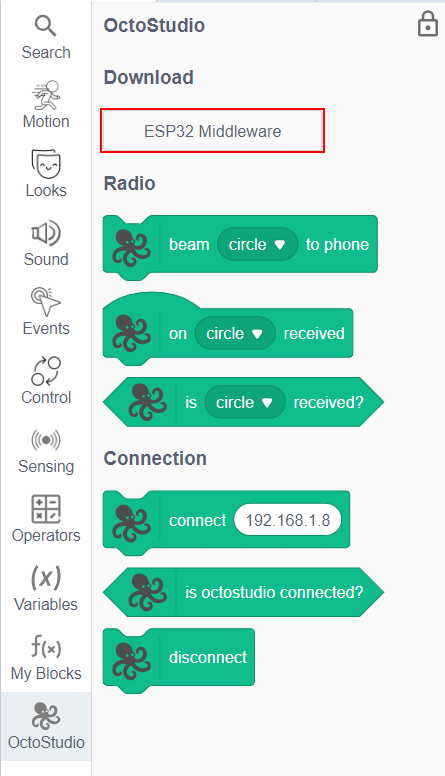 Search
Motion
Looks
Sound
Events
Control
Sensing
Operators
(x)
Variables
f(x)
My Blocks
OctoStudio
OctoStudio
Download
ESP32 Middleware
Radio
beam circle to phone
on circle received
is circle received?
Connection
connect 192.168.1.8
is octostudio connected?
disconnect